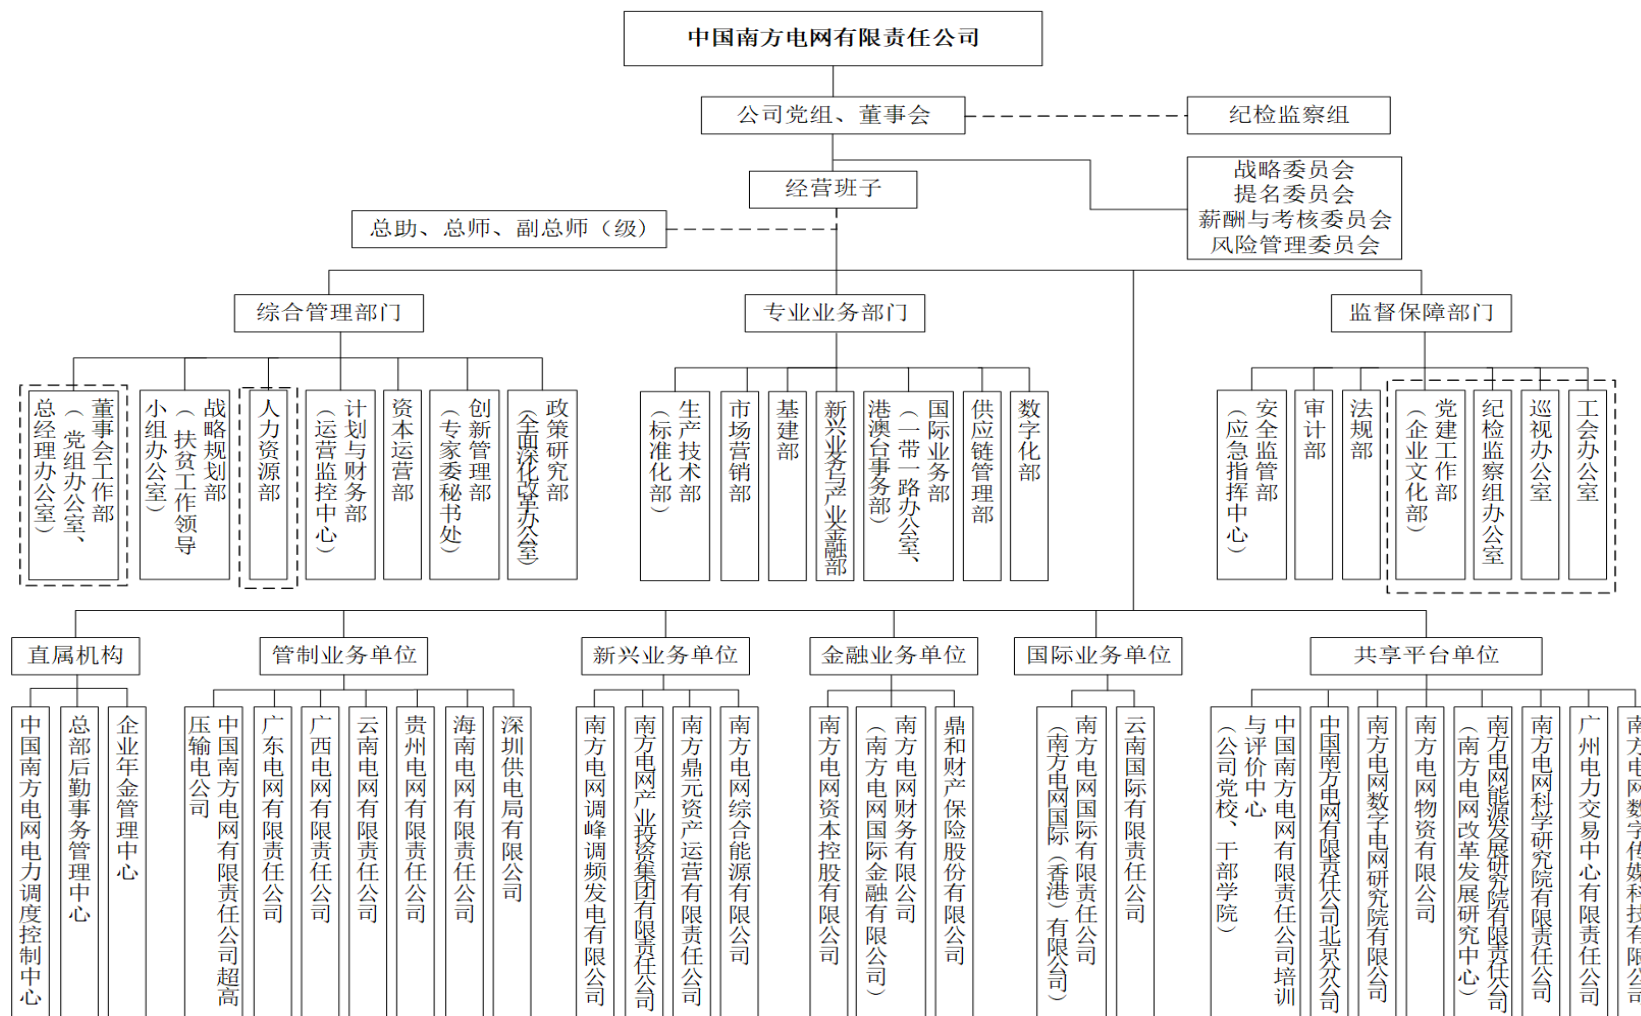 中国南方电网有限责任公司
公司党组、董事会
纪检监察组
经营班子
战略委员会
提名委员会
薪酬与考核委员会
风险管理委员会
总助、总师、副总师（级）
综合管理部门
专业业务部门
监督保障部门
董事会工作部
（党组办公室、
总经理办公室）
战略规划部
（扶贫工作领导
小组办公室）
人力资源部
计划与财务部
（运营监控中心）
资本运营部
创新管理部
（专家委秘书处）
政策研究部
（全面深化改革办公室）
生产技术部
（标准化部）
市场营销部
基建部
新兴业务与产业金融部
国际业务部
（一带一路办公室、
港澳台事务部）
供应链管理部
数字化部
安全监管部
（应急指挥中心）
审计部
法规部
党建工作部
（企业文化部）
纪检监察组办公室
巡视办公室
工会办公室
直属机构
管制业务单位
新兴业务单位
金融业务单位
国际业务单位
共享平台单位
中国南方电网电力调度控制中心
总部后勤事务管理中心
企业年金管理中心
中国南方电网有限责任公司超高
压输电公司
广东电网有限责任公司
广西电网有限责任公司
云南电网有限责任公司
贵州电网有限责任公司
海南电网有限责任公司
深圳供电局有限公司
南方电网调峰调频发电有限公司
南方电网产业投资集团有限责任公司
南方鼎元资产运营有限责任公司
南方电网综合能源有限公司
南方电网资本控股有限公司
南方电网财务有限公司
（南方电网国际金融有限公司）
鼎和财产保险股份有限公司
南方电网国际有限责任公司
（南方电网国际（香港）有限公司）
云南国际有限责任公司
中国南方电网有限责任公司培训
与评价中心
（公司党校、干部学院）
中国南方电网有限责任公司北京分公司
南方电网数字电网研究院有限公司
南方电网物资有限公司
南方电网能源发展研究院有限责任公司
（南方电网改革发展研究中心）
南方电网科学研究院有限责任公司
广州电力交易中心有限责任公司
南方电网数字传媒科技有限公司